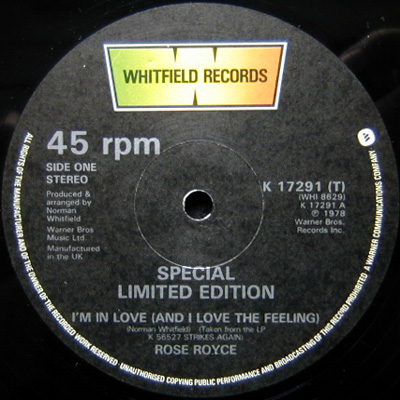 WHITFIELD RECORDS
45 rpm
SIDE ONE
STEREO
Produced &
arranged by
Norman
Whitfield
Warner Bros
Music Ltd.
Manufactured
in the UK
K 17291 (T)
(WHI 8629)
K 17291 A
℗ 1978
Warner Bros.
Records Inc.
SPECIAL
LIMITED EDITION
I'M IN LOVE (AND I LOVE THE FEELING)
(Norman Whitfield) (Taken from the LP
K 56527 STRIKES AGAIN)
ROSE ROYCE
ALL RIGHTS OF THE MANUFACTURER AND OF THE OWNER OF THE RECORDED WORK RESERVED UNAUTHORISED COPYING PUBLIC PERFORMANCE AND BROADCASTING OF THIS RECORD PROHIBITED A WARNER COMMUNICATIONS COMPANY.